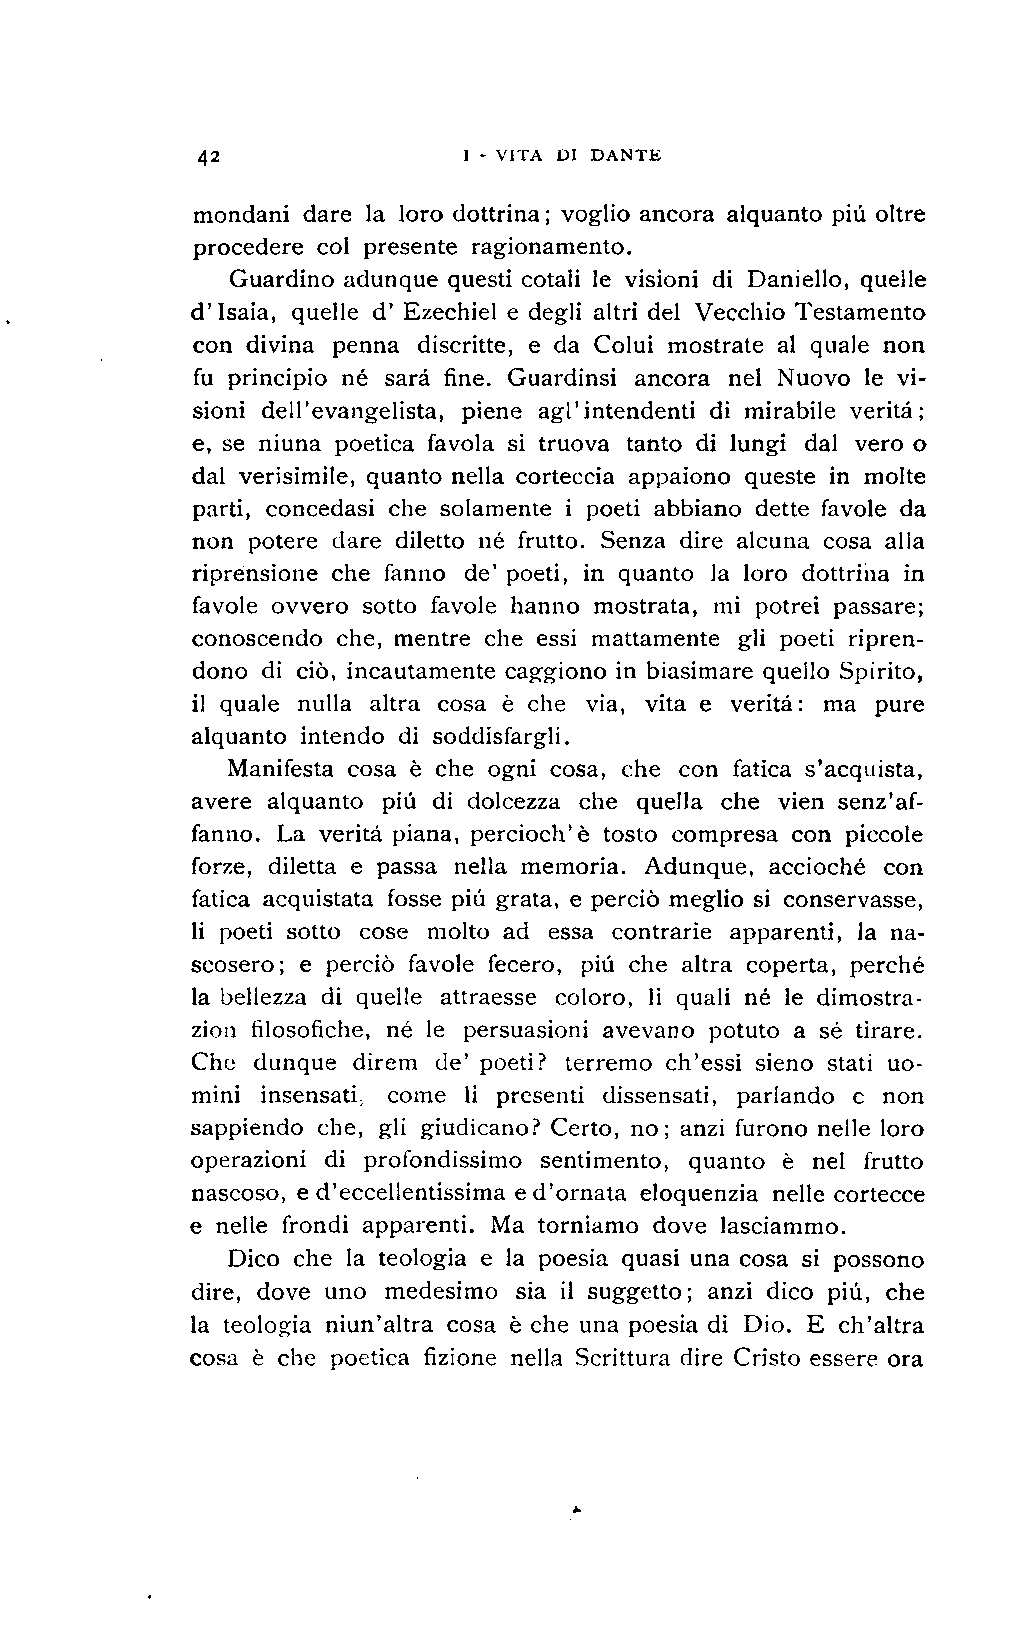 42 I - VITA DI DANTE
mondani dare la loro dottrina; voglio ancora alquanto piú oltre
procedere col presente ragionamento.
Guardino adunque questi cotali le visioni di Daniello, quelle
d'Isaia, quelle d' Ezechiel e degli altri del Vecchio Testamento
con divina penna discritte, e da Colui mostrate al quale non
fu principio né sará fine. Guardinsi ancora nel Nuovo le vi-
sioni dell'evangelista, piene agl'intendenti di mirabile veritá;
e, se niuna poetica favola si truova tanto di lungi dal vero o
dal verisimile, quanto nella corteccia appaiono queste in molte
parti, concedasi che solamente i poeti abbiano dette favole da
non potere dare diletto né frutto. Senza dire alcuna cosa alla
riprensione che fanno de' poeti, in quanto la loro dottrina in
favole ovvero sotto favole hanno mostrata, mi potrei passare;
conoscendo che, mentre che essi mattamente gli poeti ripren-
dono di ciò, incautamente caggiono in biasimare quello Spirito,
il quale nulla altra cosa è che via, vita e veritá: ma pure
alquanto intendo di soddisfargli.
Manifesta cosa è che ogni cosa, che con fatica s'acquista,
avere alquanto piú di dolcezza che quella che vien senz'af-
fanno. La veritá piana, percioch'è tosto compresa con piccole
forze, diletta e passa nella memoria. Adunque, accioché con
fatica acquistata fosse piú grata, e perciò meglio si conservasse,
li poeti sotto cose molto ad essa contrarie apparenti, la na-
scosero; e perciò favole fecero, piú che altra coperta, perché
la bellezza di quelle attraesse coloro, li quali né le dimostra-
zion filosofiche, né le persuasioni avevano potuto a sé tirare.
Che dunque direm de' poeti? terremo ch'essi sieno stati uo-
mini insensati, come li presenti dissensati, parlando e non
sappiendo che, gli giudicano? Certo, no; anzi furono nelle loro
operazioni di profondissimo sentimento, quanto è nel frutto
nascoso, e d'eccellentissima e d'ornata eloquenzia nelle cortecce
e nelle frondi apparenti. Ma torniamo dove lasciammo.
Dico che la teologia e la poesia quasi una cosa si possono
dire, dove uno medesimo sia il suggetto; anzi dico piú, che
la teologia niun'altra cosa è che una poesia di Dio. E ch'altra
cosa è che poetica fizione nella Scrittura dire Cristo essere ora